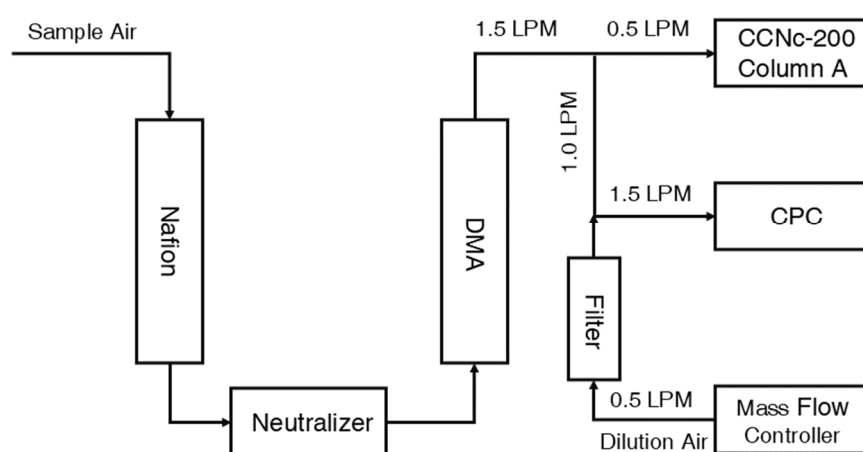 Sample Air
1.5 LPM
0.5 LPM
CCNc-200
Column A
1.0 LPM
Nafion
DMA
1.5 LPM
CPC
Filter
0.5 LPM
Mass Flow
Controller
Neutralizer
Dilution Air